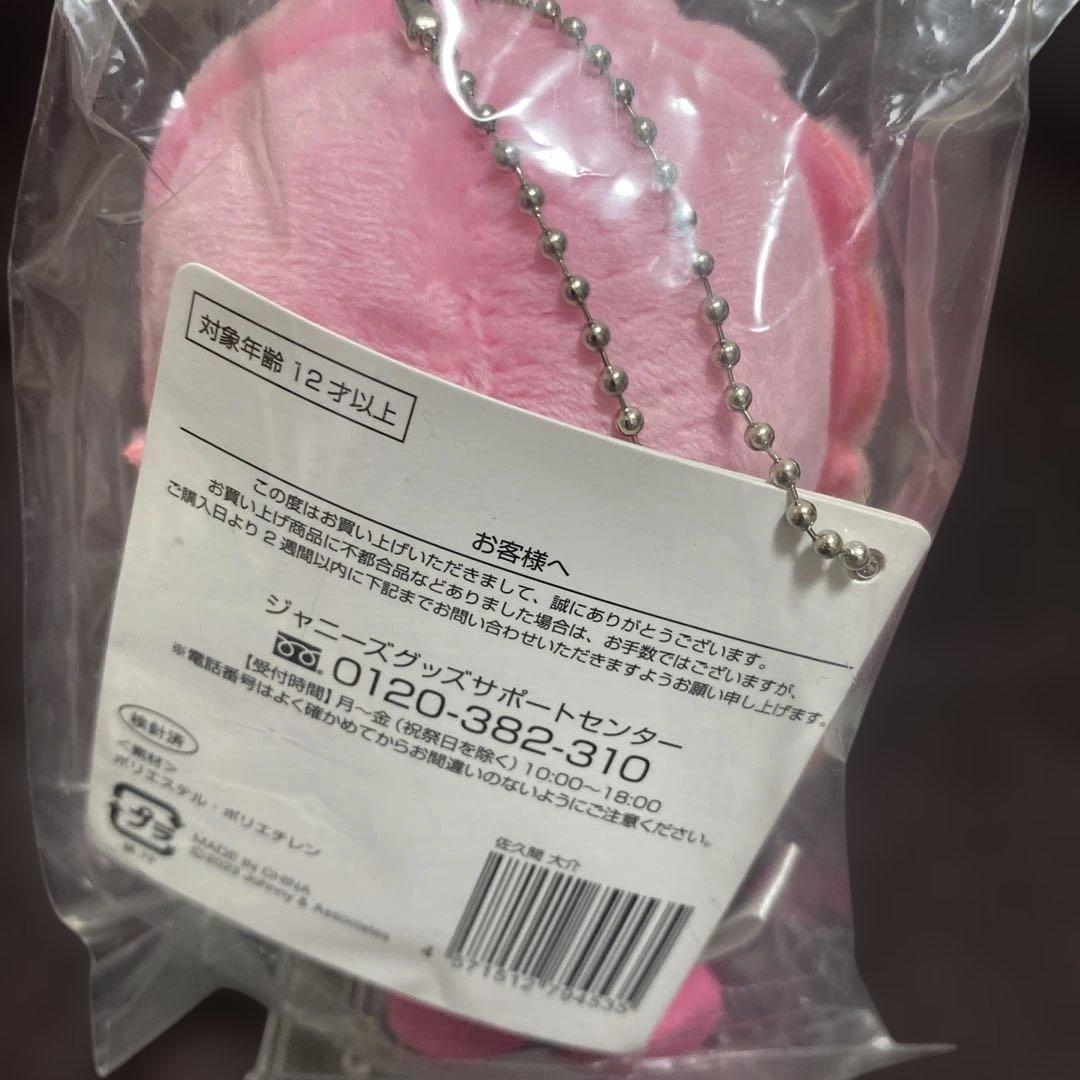 対象年齢 12 才以上
お客様へ
この度はお買い上げいただきまして、誠にありがとうございます。
お買い上げ商品に不都合品などありました場合は、お手数ではございますが、
ご購入日より 2 週間以内に下記までお問い合わせいただきますようお願い申し上げます。
ジャニーズグッズサポートセンター
0120-382-310
【受付時間】月～金 (祝祭日を除く) 10:00～18:00
※電話番号はよく確かめてからお間違いのないようにご注意ください。
検針済
<素材>
ポリエステル・ポリエチレン
タグ
MADE IN CHINA
©2023 Johnny & Associates
佐久間 大介
4 571512 794535